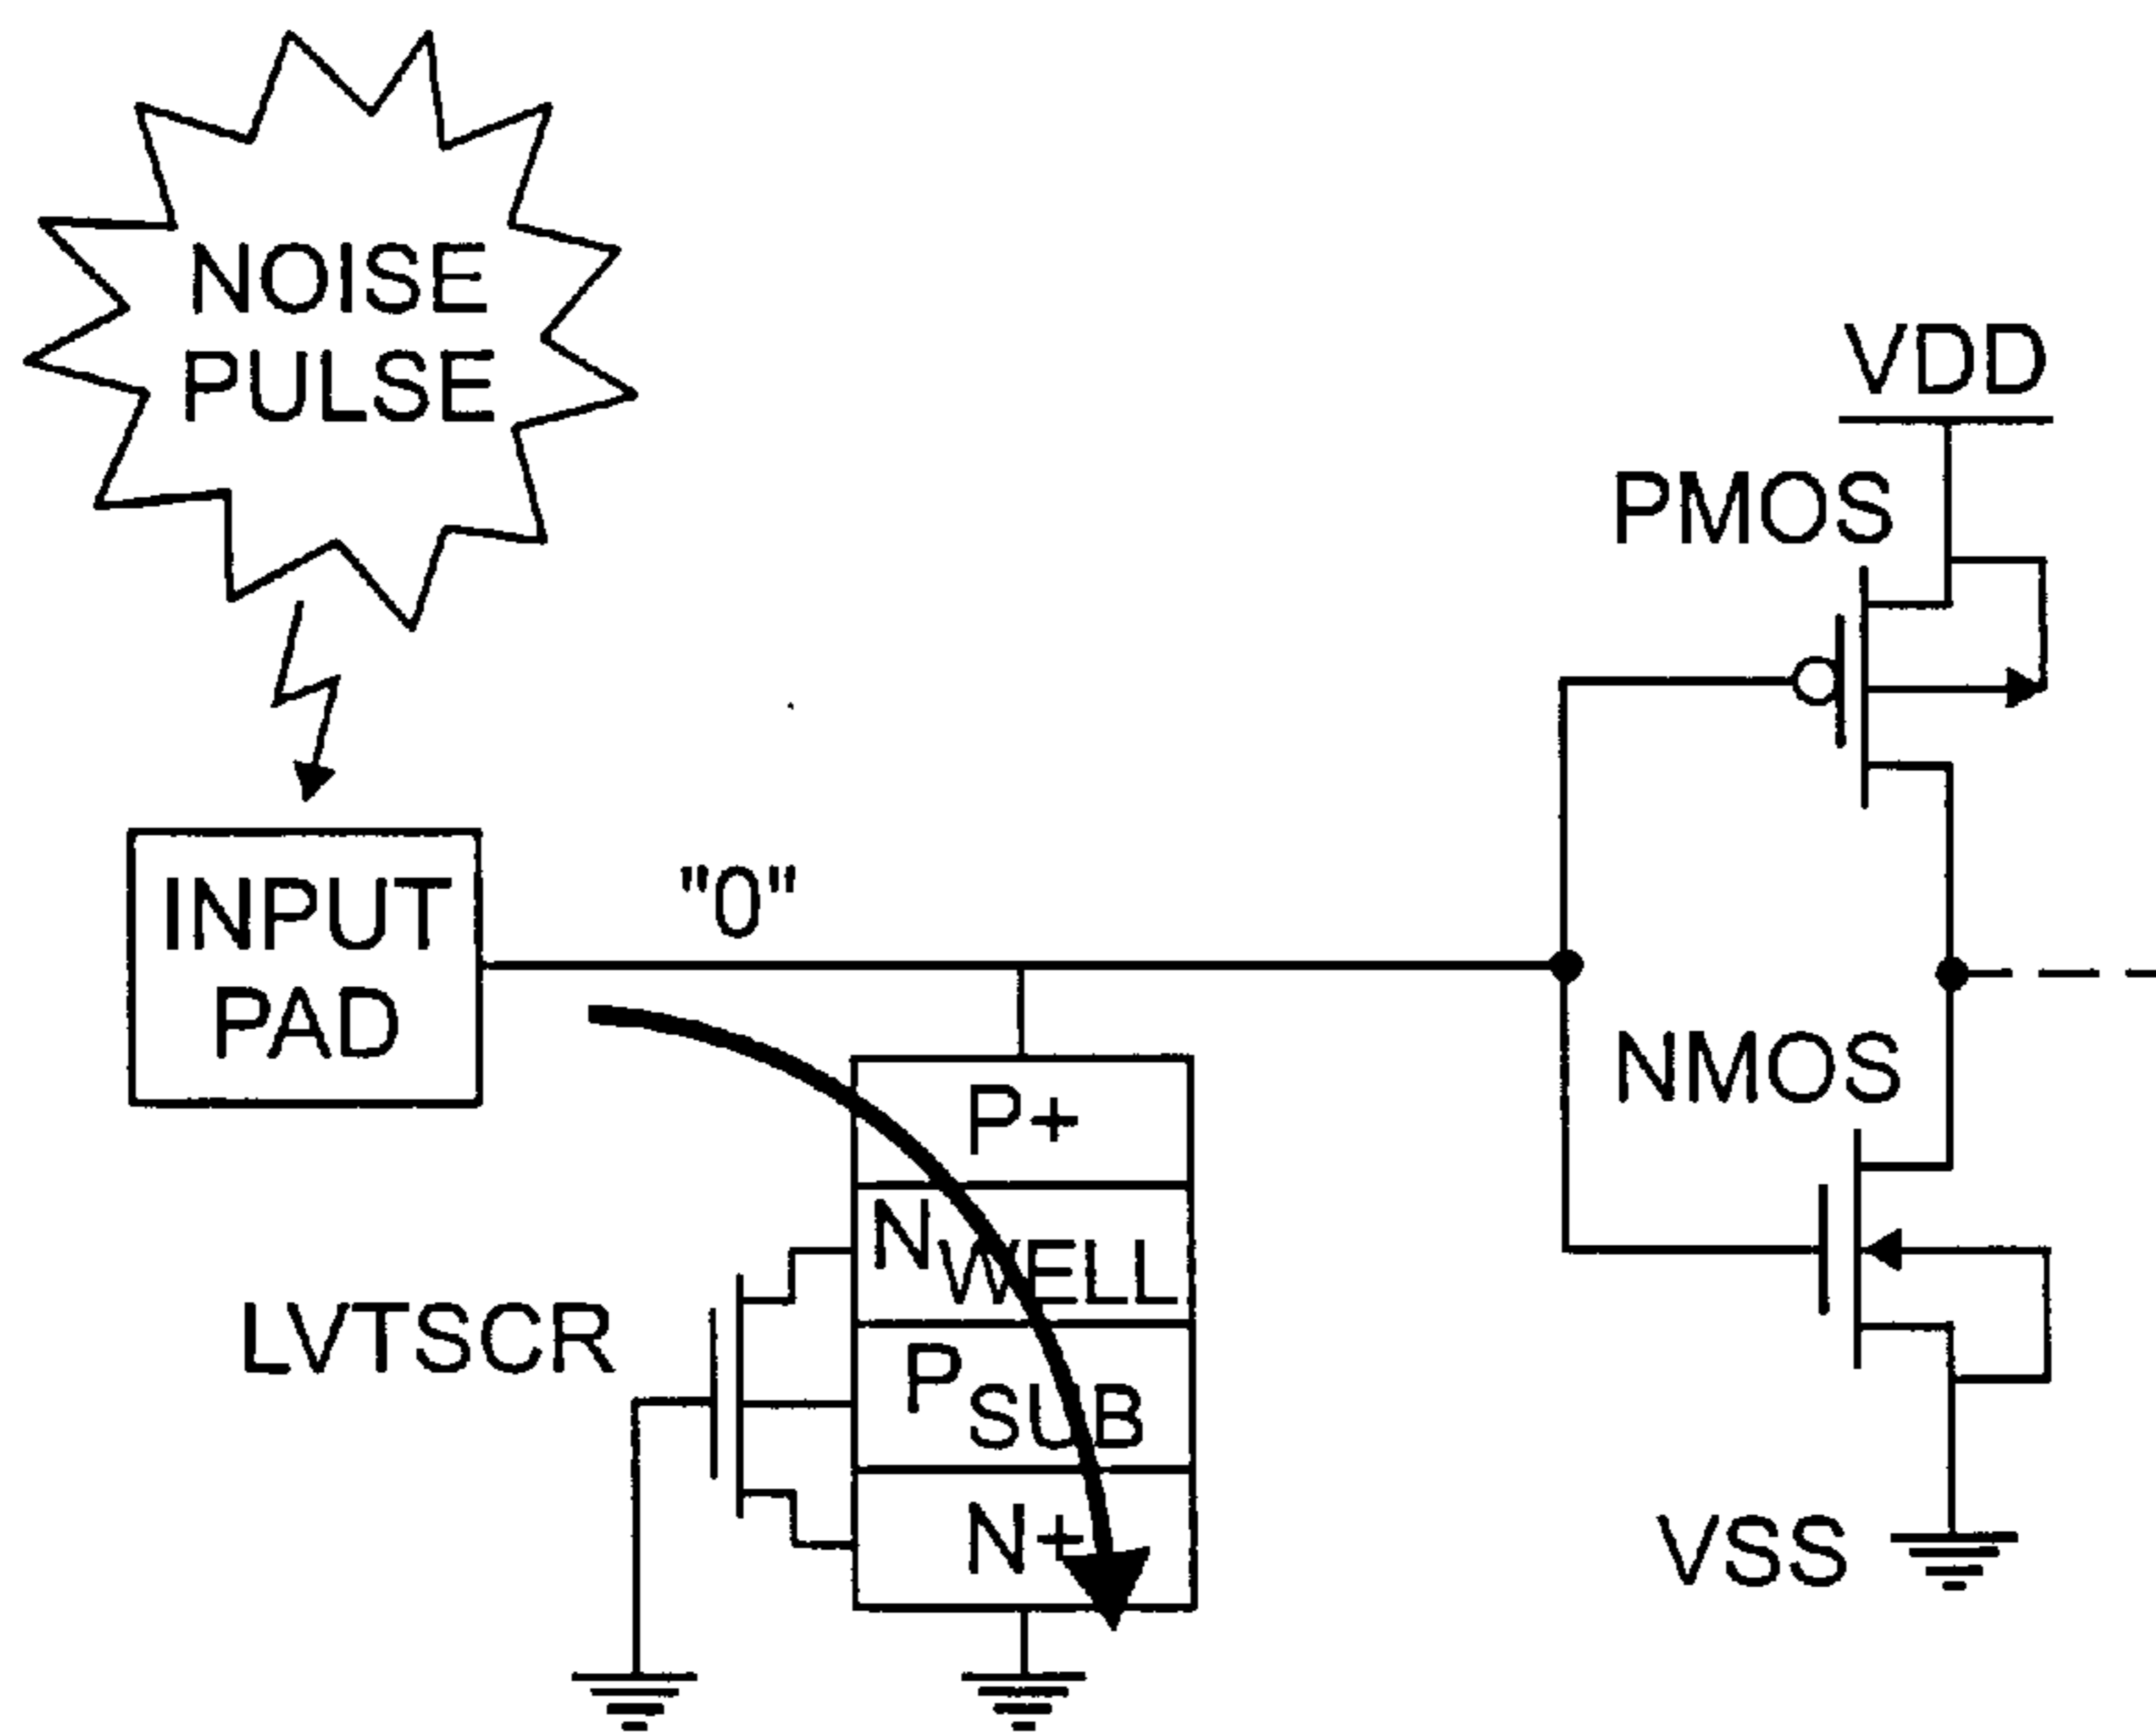 NOISE
PULSE
VDD
PMOS
"0"
INPUT
PAD
NMOS
P+
NWELL
LVTSCR
PSUB
N+
VSS